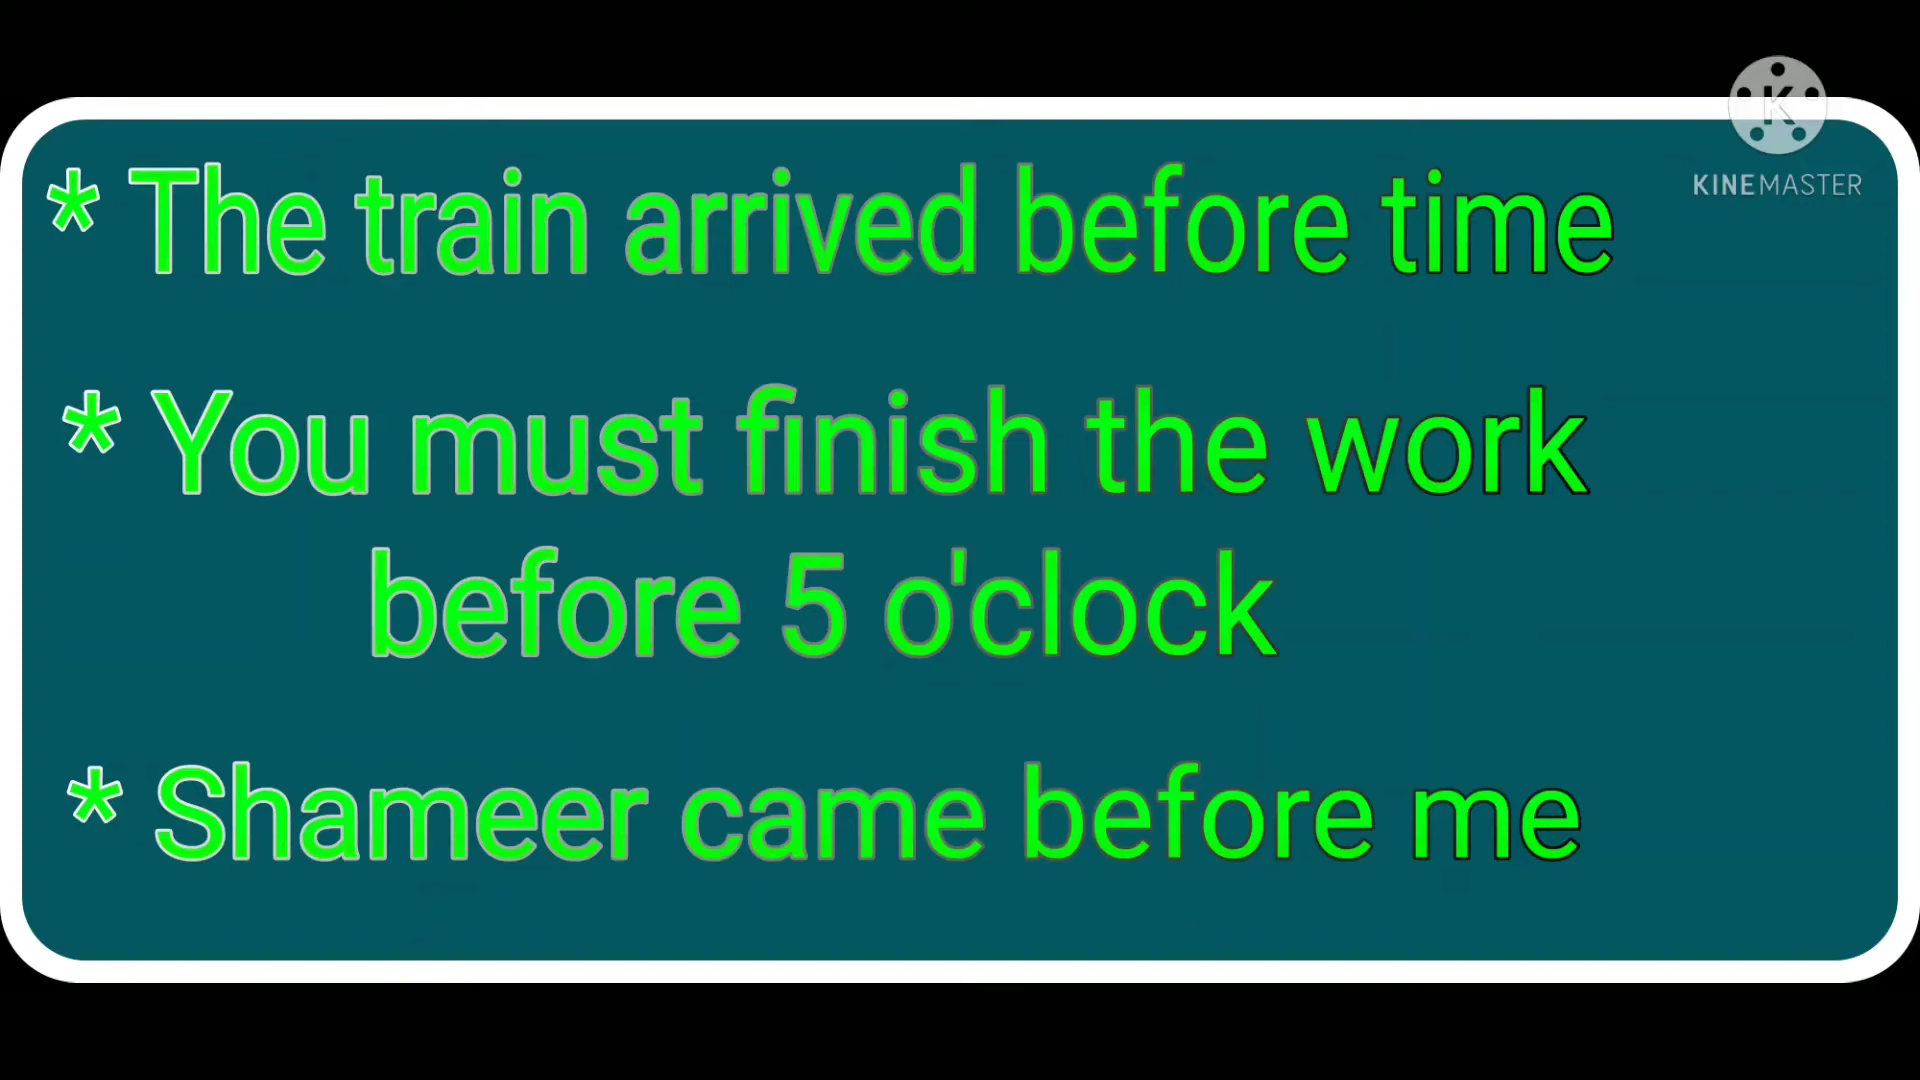 K
KINEMASTER
* The train arrived before time
* You must finish the work
before 5 o'clock
* Shameer came before me